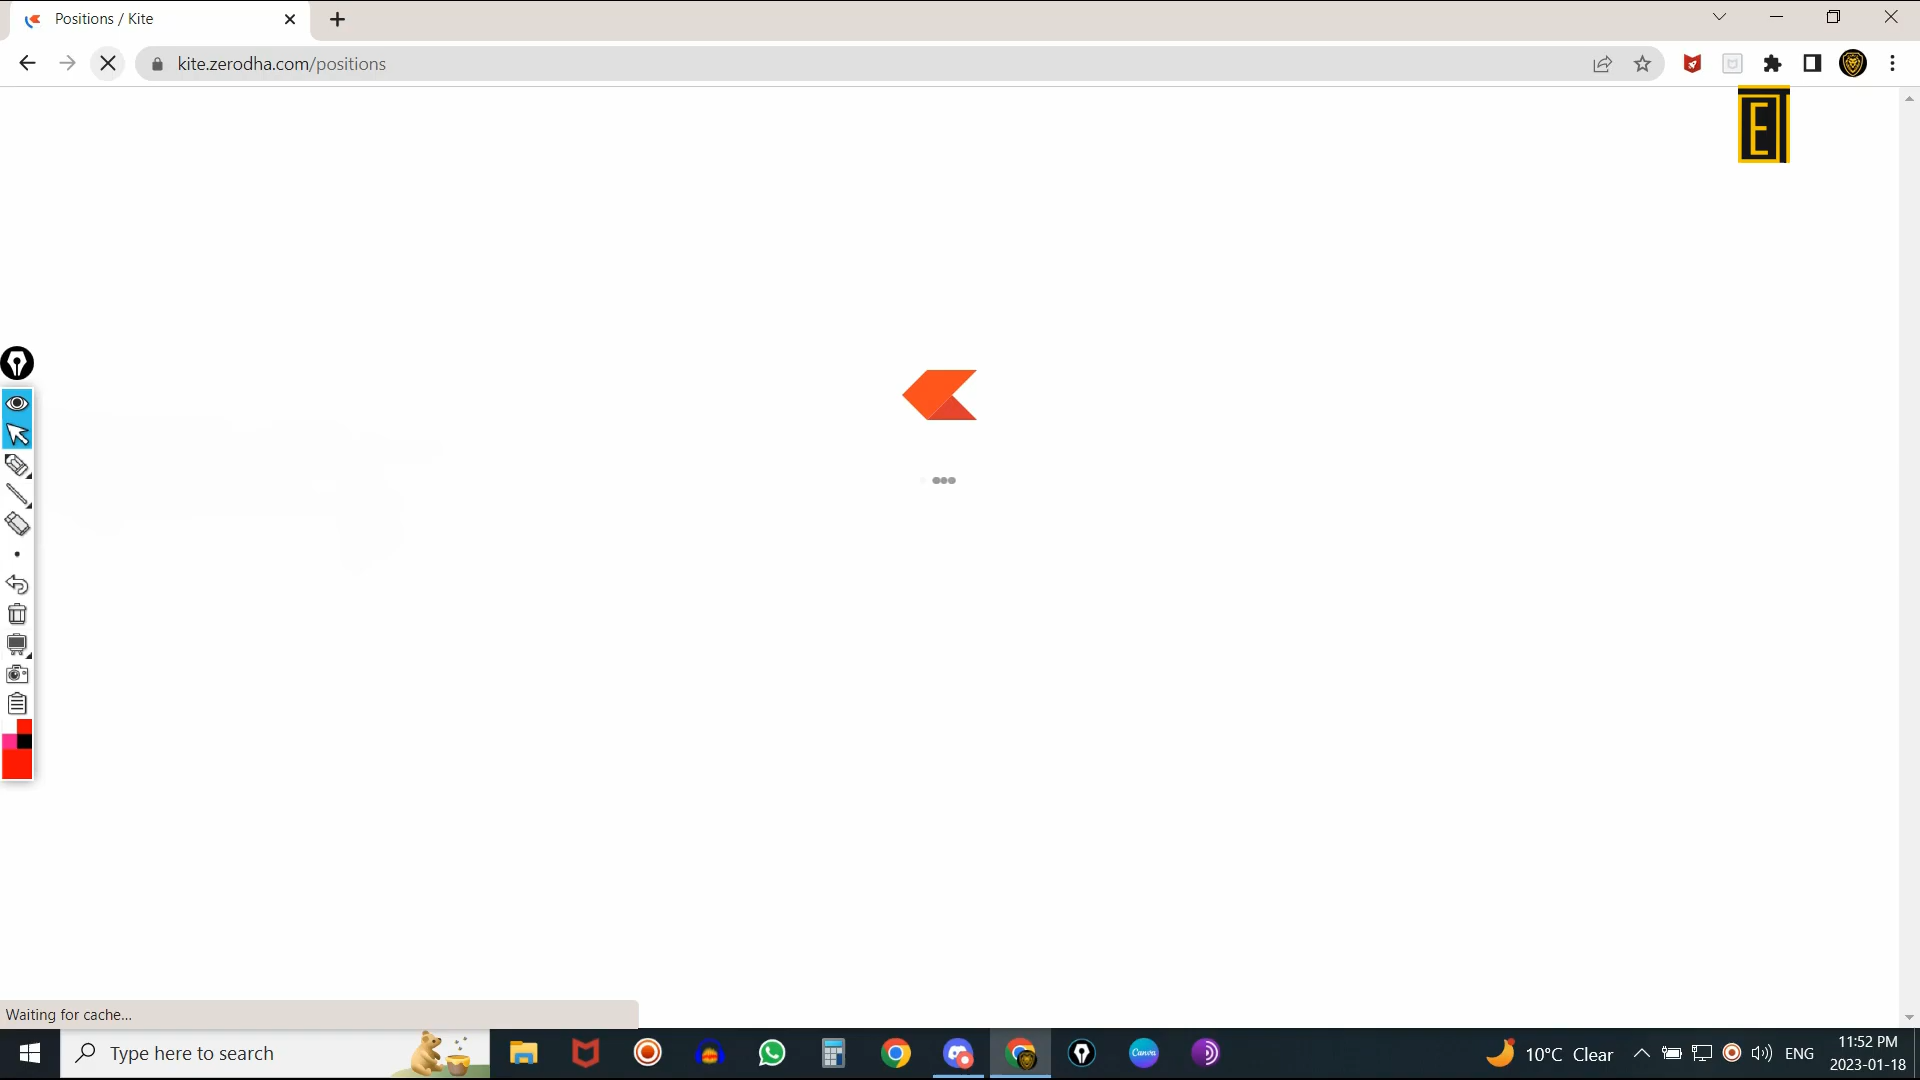 Positions / Kite
kite.zerodha.com/positions
E
Waiting for cache...
Type here to search
Canva
10°C Clear
ENG
11:52 PM
2023-01-18